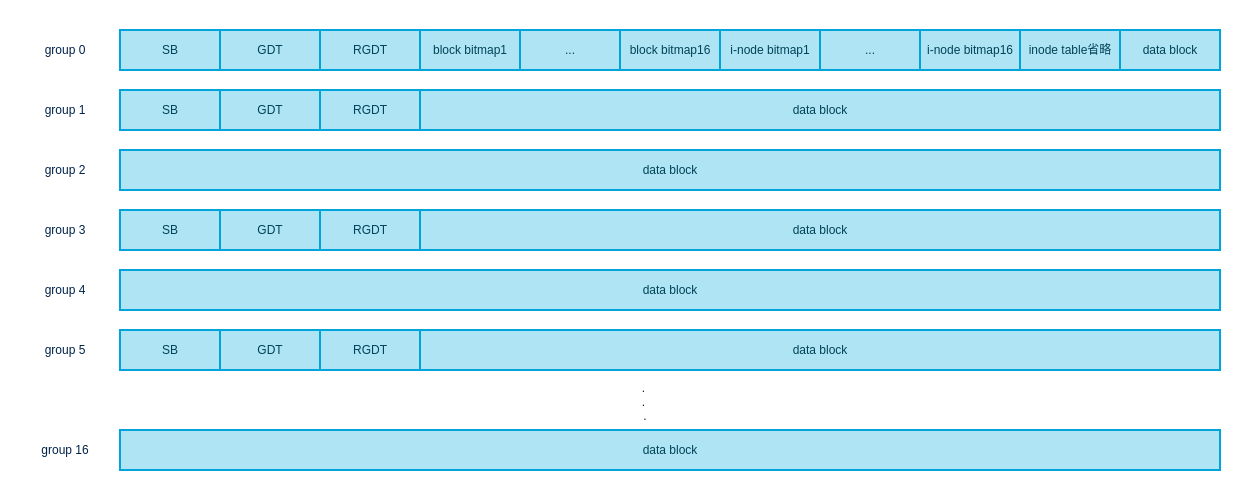 group 0 SB GDT RGDT block bitmap1 ... block bitmap16 i-node bitmap1 ... i-node bitmap16 inode table省略 data block
group 1 SB GDT RGDT data block
group 2 data block
group 3 SB GDT RGDT data block
group 4 data block
group 5 SB GDT RGDT data block
.
.
.
group 16 data block